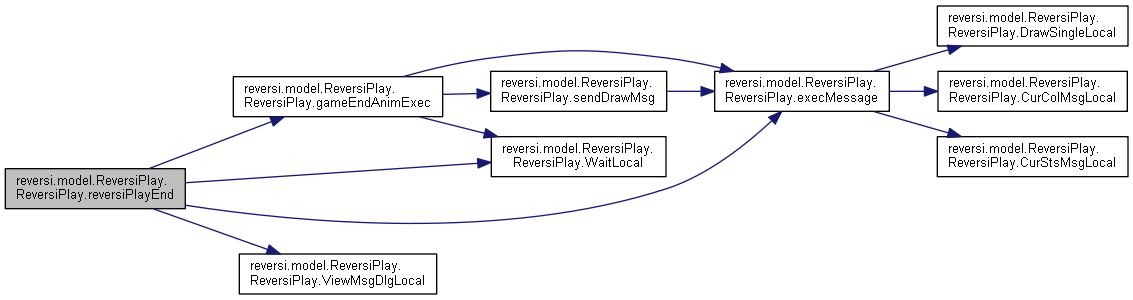 reversi.model.ReversiPlay.
ReversiPlay.reversiPlayEnd
reversi.model.ReversiPlay.
ReversiPlay.gameEndAnimExec
reversi.model.ReversiPlay.
ReversiPlay.sendDrawMsg
reversi.model.ReversiPlay.
ReversiPlay.WaitLocal
reversi.model.ReversiPlay.
ReversiPlay.ViewMsgDlgLocal
reversi.model.ReversiPlay.
ReversiPlay.execMessage
reversi.model.ReversiPlay.
ReversiPlay.DrawSingleLocal
reversi.model.ReversiPlay.
ReversiPlay.CurColMsgLocal
reversi.model.ReversiPlay.
ReversiPlay.CurStsMsgLocal